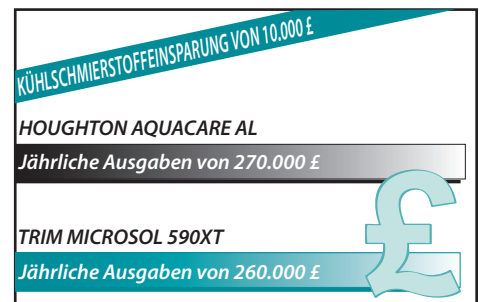 KÜHLSCHMIERSTOFFEINSPARUNG VON 10.000 £
HOUGHTON AQUACARE AL
Jährliche Ausgaben von 270.000 £
£
TRIM MICROSOL 590XT
Jährliche Ausgaben von 260.000 £